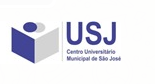 USJ
Centro Universitário
Municipal de São José